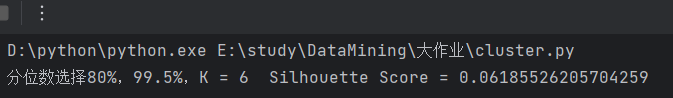 D:\python\python.exe E:\study\DataMining\大作业\cluster.py
分位数选择80%，99.5%，K = 6  Silhouette Score = 0.06185526205704259